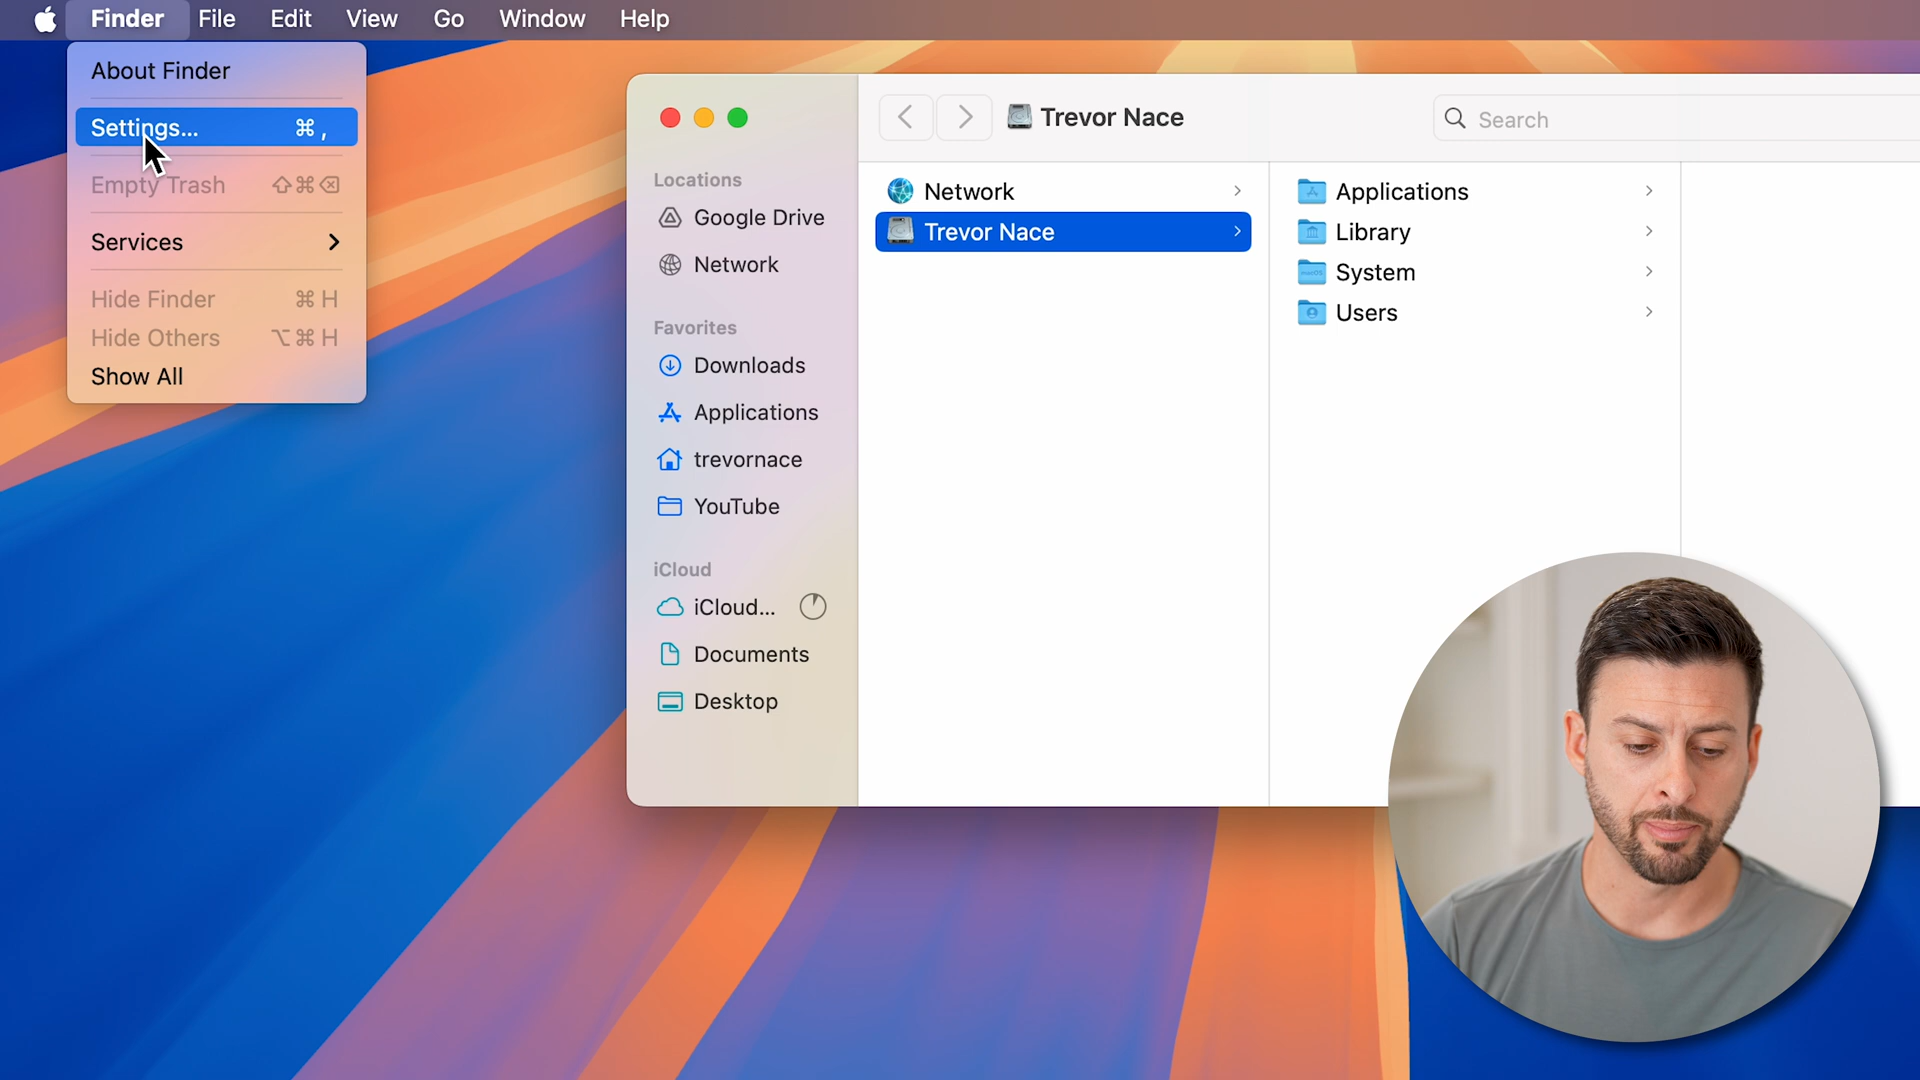 Finder File Edit View Go Window Help
About Finder
Settings... ⌘ ,
Empty Trash ⇧⌘⌫
Services
Hide Finder ⌘ H
Hide Others ⌥⌘ H
Show All
Trevor Nace
Search
Locations
Google Drive
Network
Favorites
Downloads
Applications
trevornace
YouTube
iCloud
iCloud...
Documents
Desktop
Network
Trevor Nace
Applications
Library
System
Users